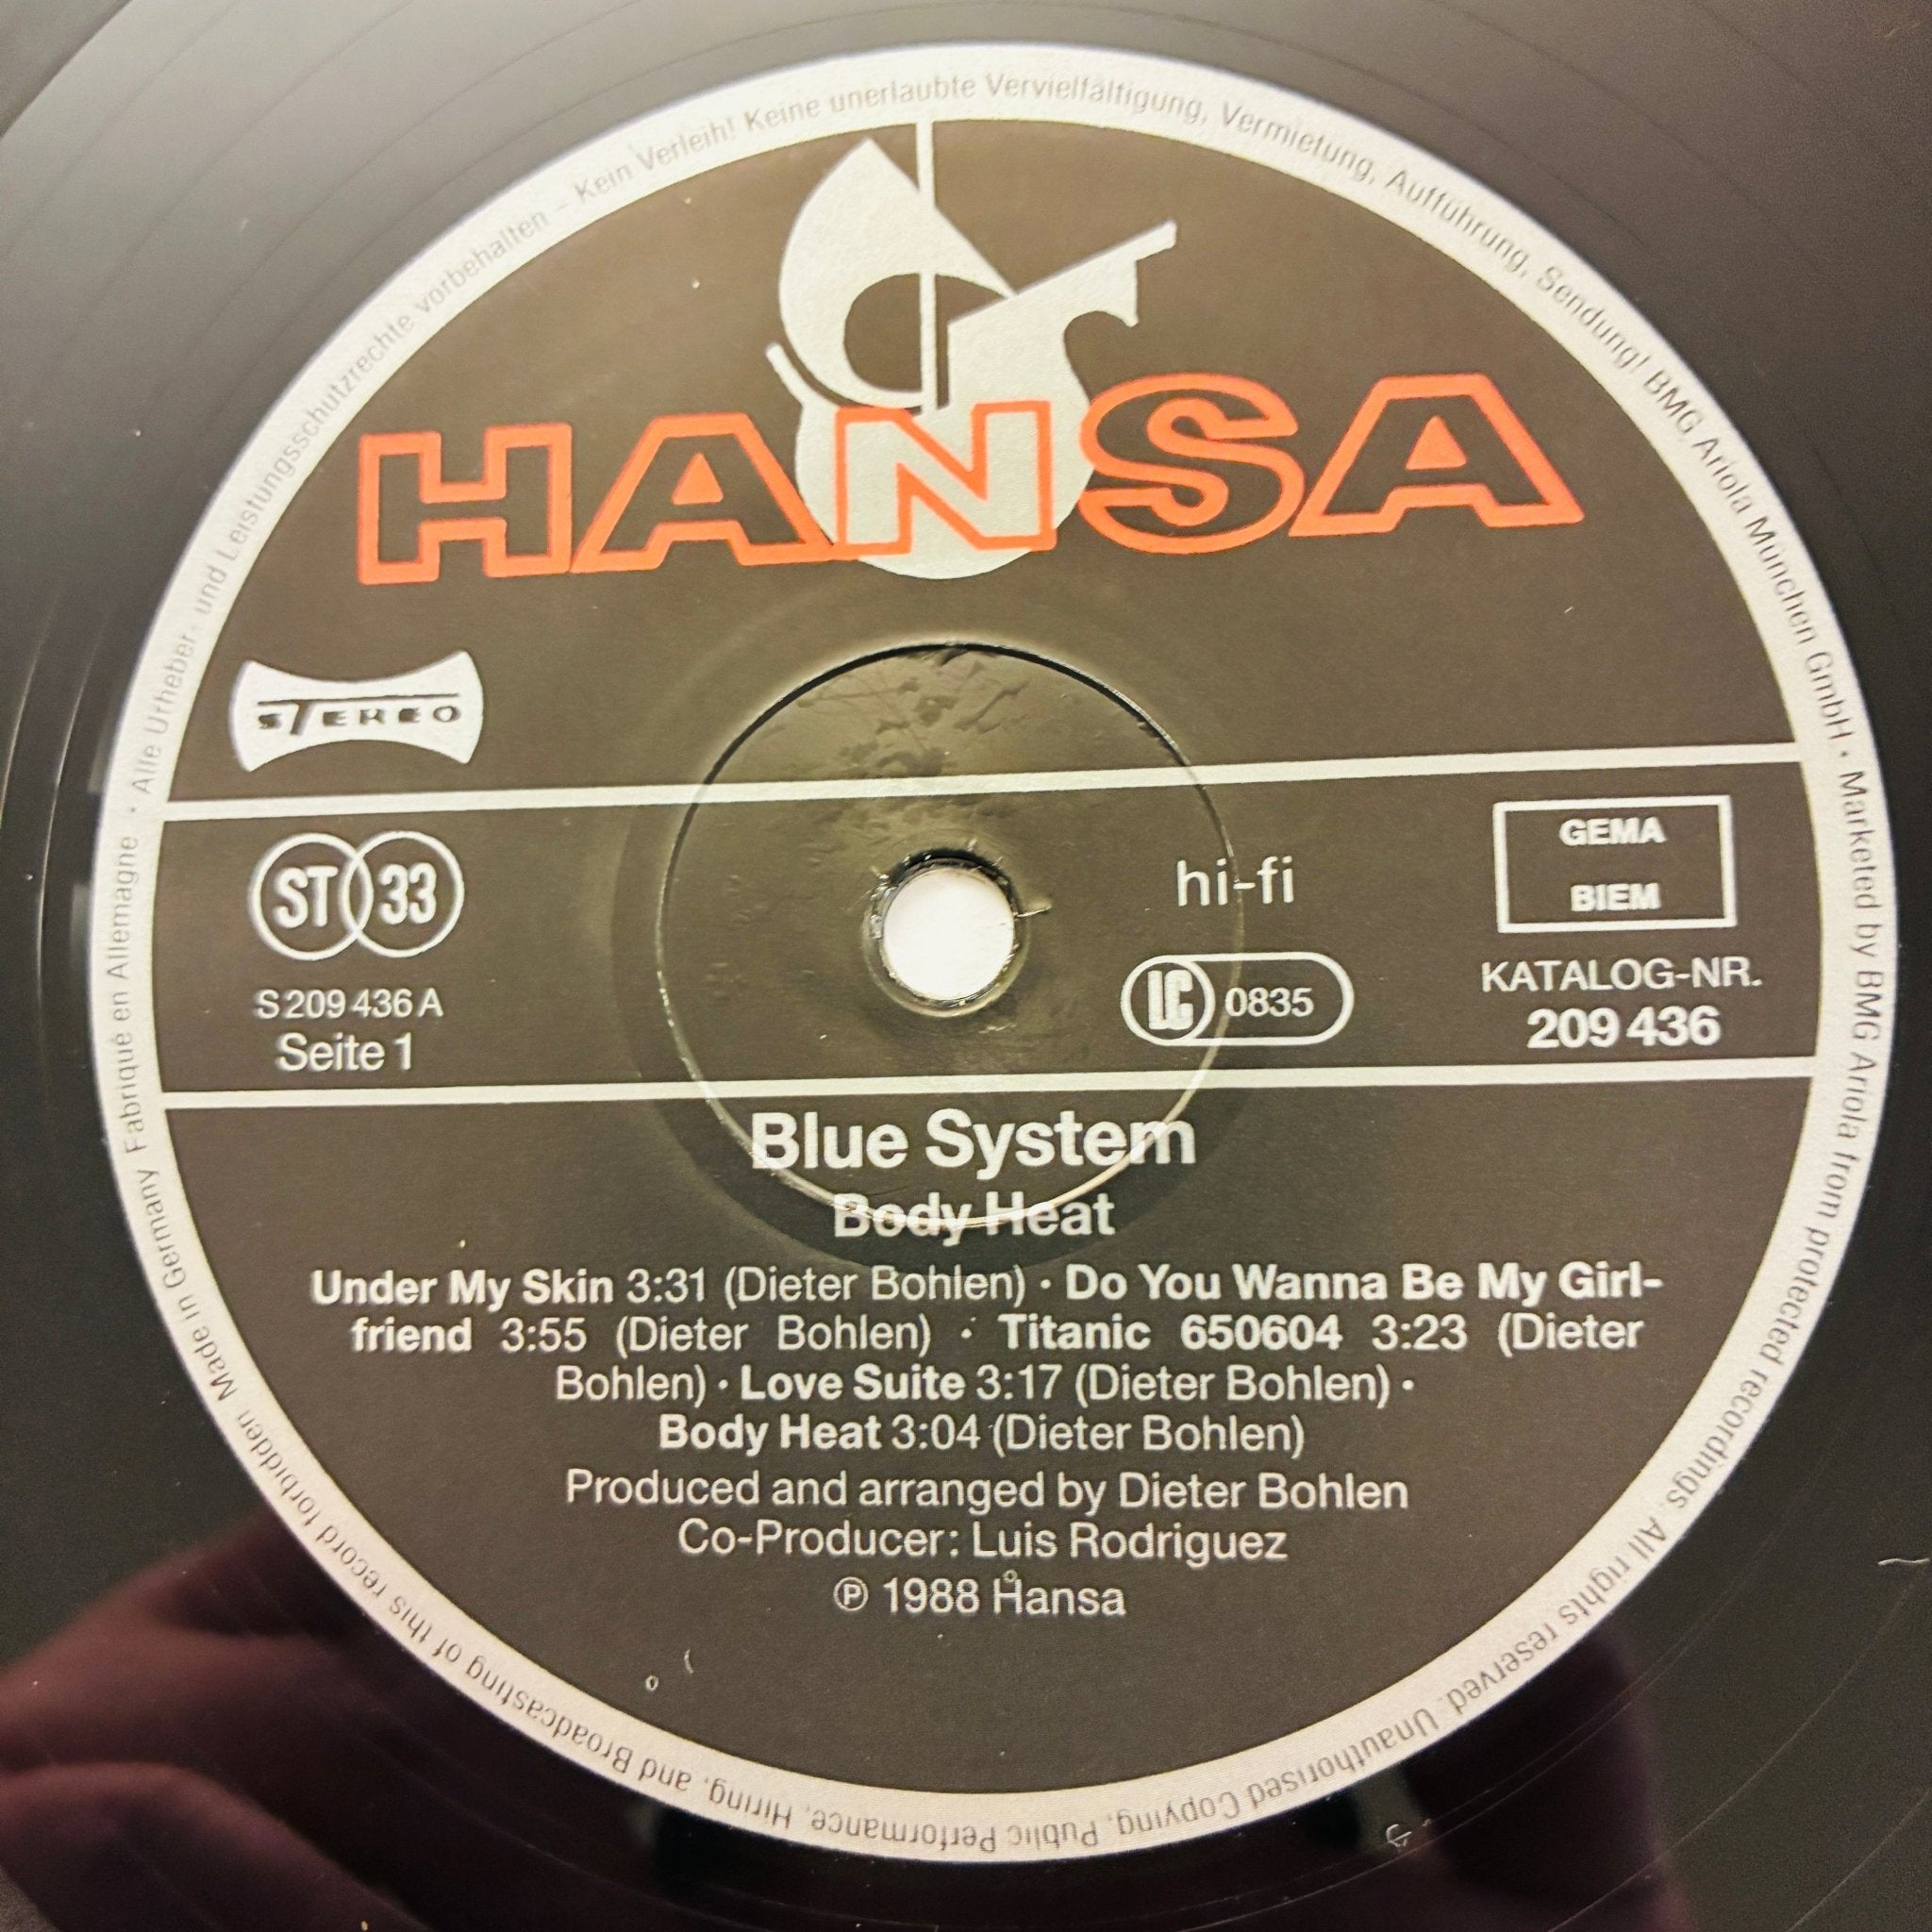 Alle Urheber- und Leistungsschutzrechte vorbehalten – Kein Verleih! Keine unerlaubte Vervielfältigung, Vermietung, Aufführung, Sendung! BMG Ariola München GmbH · Marketed by BMG Ariola from protected recordings. All rights reserved. Unauthorised Copying, Public Performance, Hiring, and Broadcasting of this record forbidden Made in Germany Fabriqué en Allemagne ·
HANSA
STEREO
ST 33
hi-fi
GEMA
BIEM
S 209 436 A
Seite 1
LC 0835
KATALOG-NR.
209 436
Blue System
Body Heat
Under My Skin 3:31 (Dieter Bohlen) · Do You Wanna Be My Girl-
friend 3:55 (Dieter Bohlen) · Titanic 650604 3:23 (Dieter
Bohlen) · Love Suite 3:17 (Dieter Bohlen) ·
Body Heat 3:04 (Dieter Bohlen)
Produced and arranged by Dieter Bohlen
Co-Producer: Luis Rodriguez
℗ 1988 Hansa